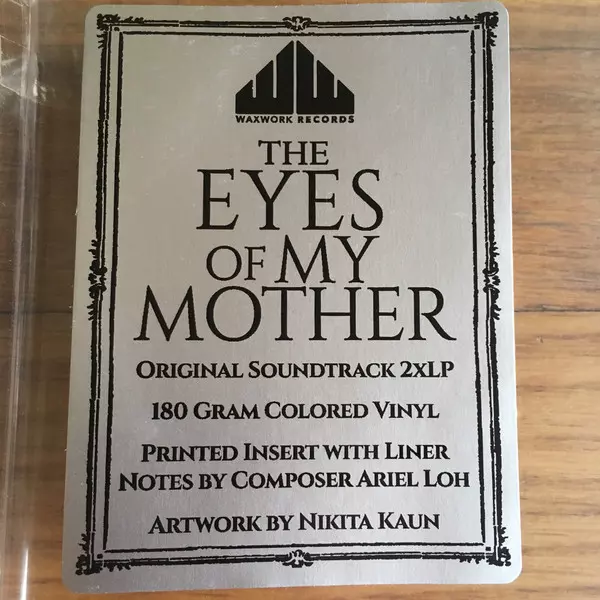 WAXWORK RECORDS
THE
EYES
OF MY
MOTHER
ORIGINAL SOUNDTRACK 2XLP
180 GRAM COLORED VINYL
PRINTED INSERT WITH LINER
NOTES BY COMPOSER ARIEL LOH
ARTWORK BY NIKITA KAUN